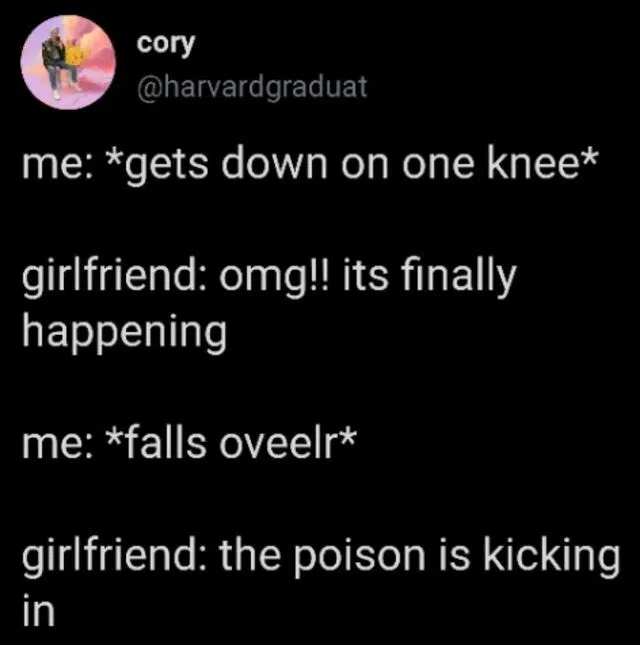 cory
@harvardgraduat
me: *gets down on one knee*
girlfriend: omg!! its finally
happening
me: *falls oveelr*
girlfriend: the poison is kicking
in